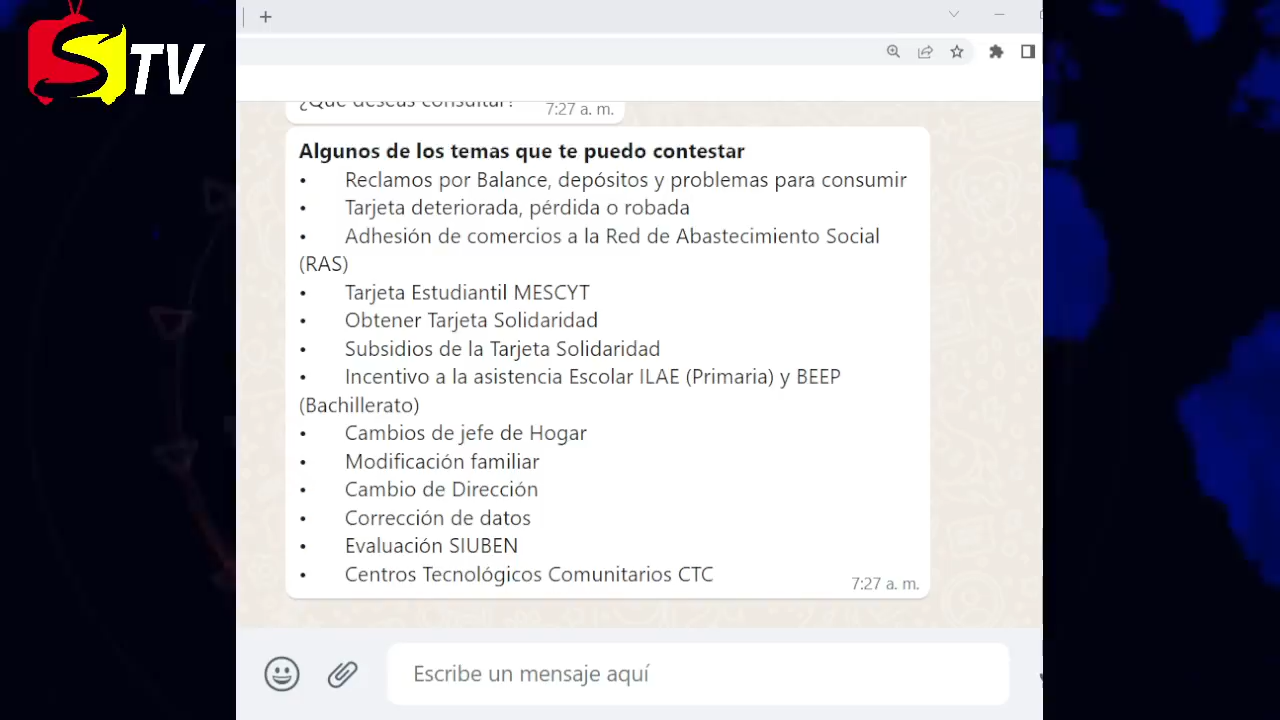 STV
¿Qué deseas consultar?
7:27 a. m.
Algunos de los temas que te puedo contestar
• Reclamos por Balance, depósitos y problemas para consumir
• Tarjeta deteriorada, pérdida o robada
• Adhesión de comercios a la Red de Abastecimiento Social
(RAS)
• Tarjeta Estudiantil MESCYT
• Obtener Tarjeta Solidaridad
• Subsidios de la Tarjeta Solidaridad
• Incentivo a la asistencia Escolar ILAE (Primaria) y BEEP
(Bachillerato)
• Cambios de jefe de Hogar
• Modificación familiar
• Cambio de Dirección
• Corrección de datos
• Evaluación SIUBEN
• Centros Tecnológicos Comunitarios CTC
7:27 a. m.
Escribe un mensaje aquí